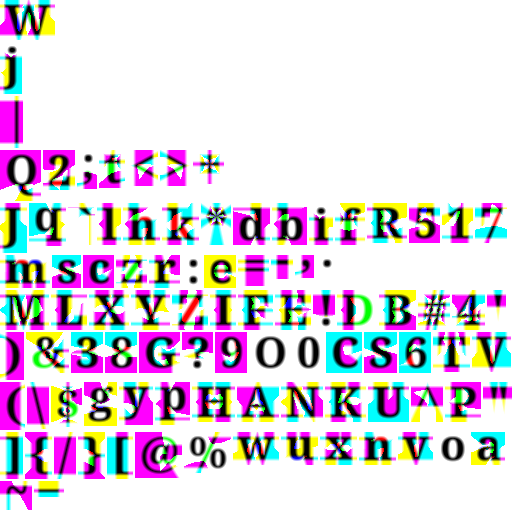 W
j
|
Q2;t<>+
Jq`lhk*dbifR517
msczr:e="-,·
MLXYZIFE!DB#4"
)&38G?9O0CS6TV
(\$gypHANKU^P"
]{/}[@%wuxnvoa
~-